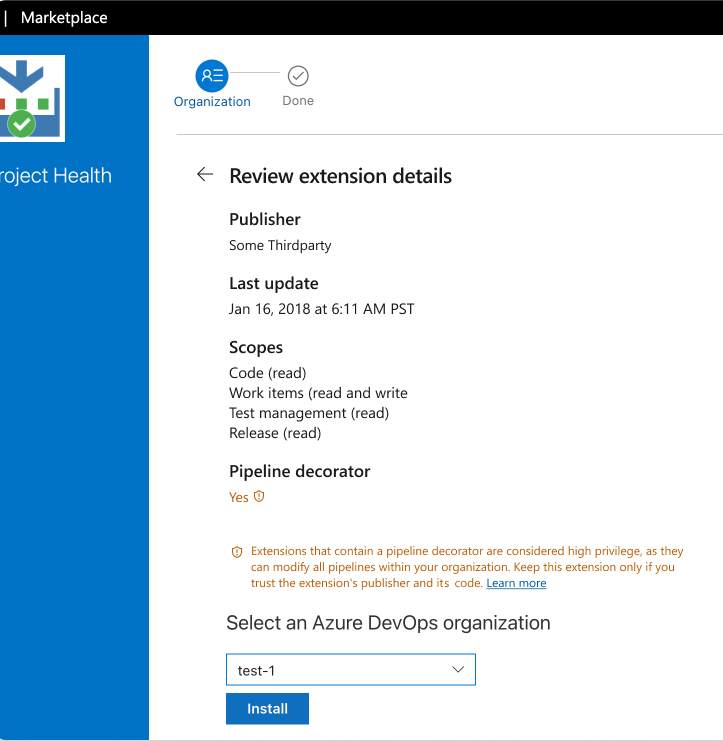 | Marketplace
Organization
Done
roject Health
Review extension details
Publisher
Some Thirdparty
Last update
Jan 16, 2018 at 6:11 AM PST
Scopes
Code (read)
Work items (read and write
Test management (read)
Release (read)
Pipeline decorator
Yes
Extensions that contain a pipeline decorator are considered high privilege, as they
can modify all pipelines within your organization. Keep this extension only if you
trust the extension's publisher and its code. Learn more
Select an Azure DevOps organization
test-1
Install